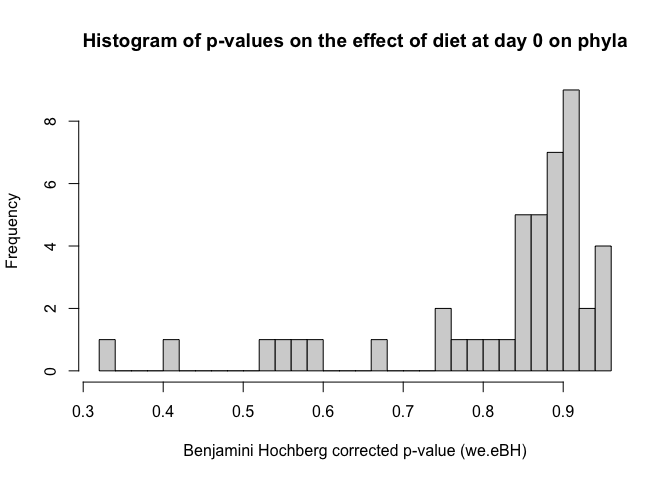 Histogram of p-values on the effect of diet at day 0 on phyla
Frequency
8
6
4
2
0
0.3 0.4 0.5 0.6 0.7 0.8 0.9
Benjamini Hochberg corrected p-value (we.eBH)